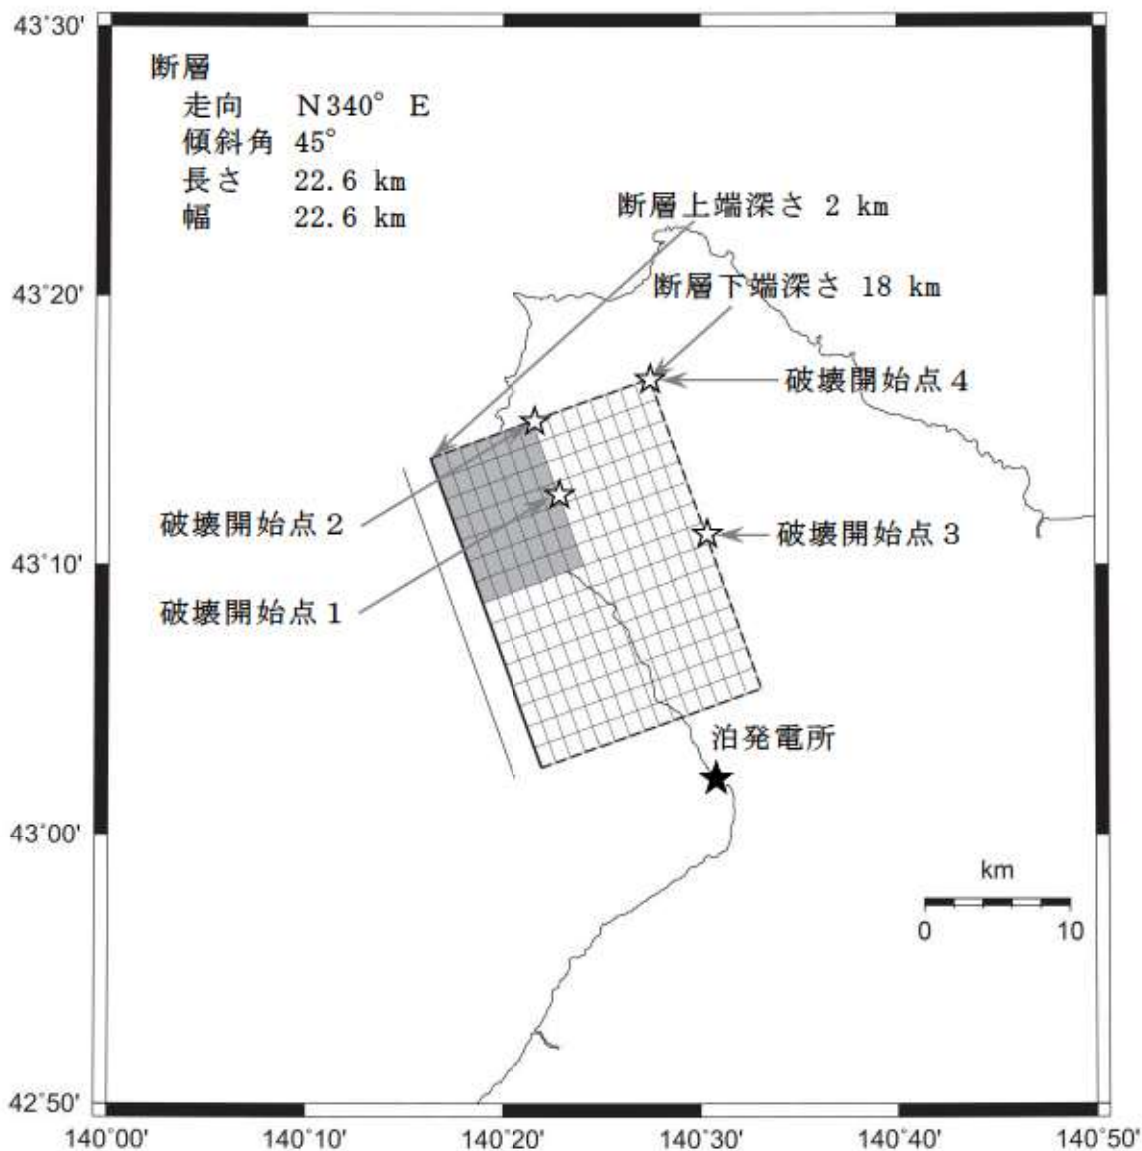 43°30'
断層
走向 N340° E
傾斜角 45°
長さ 22.6 km
幅 22.6 km
断層上端深さ 2 km
43°20'
断層下端深さ 18 km
破壊開始点4
破壊開始点2
破壊開始点3
43°10'
破壊開始点1
泊発電所
43°00'
km
0 10
42°50'
140°00' 140°10' 140°20' 140°30' 140°40' 140°50'